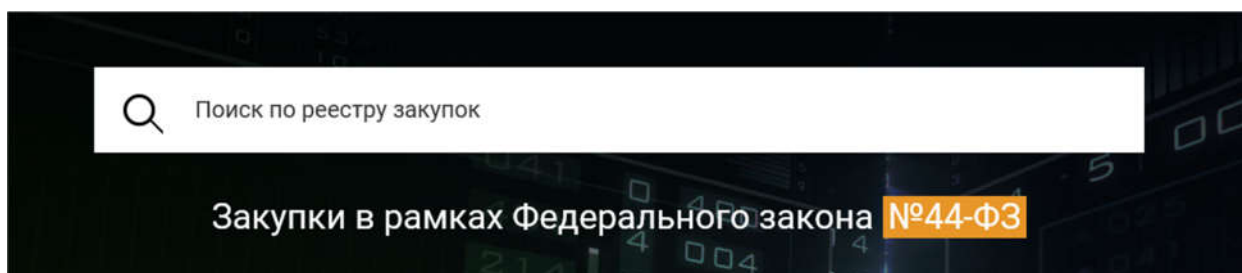 Поиск по реестру закупок
Закупки в рамках Федерального закона №44-ФЗ